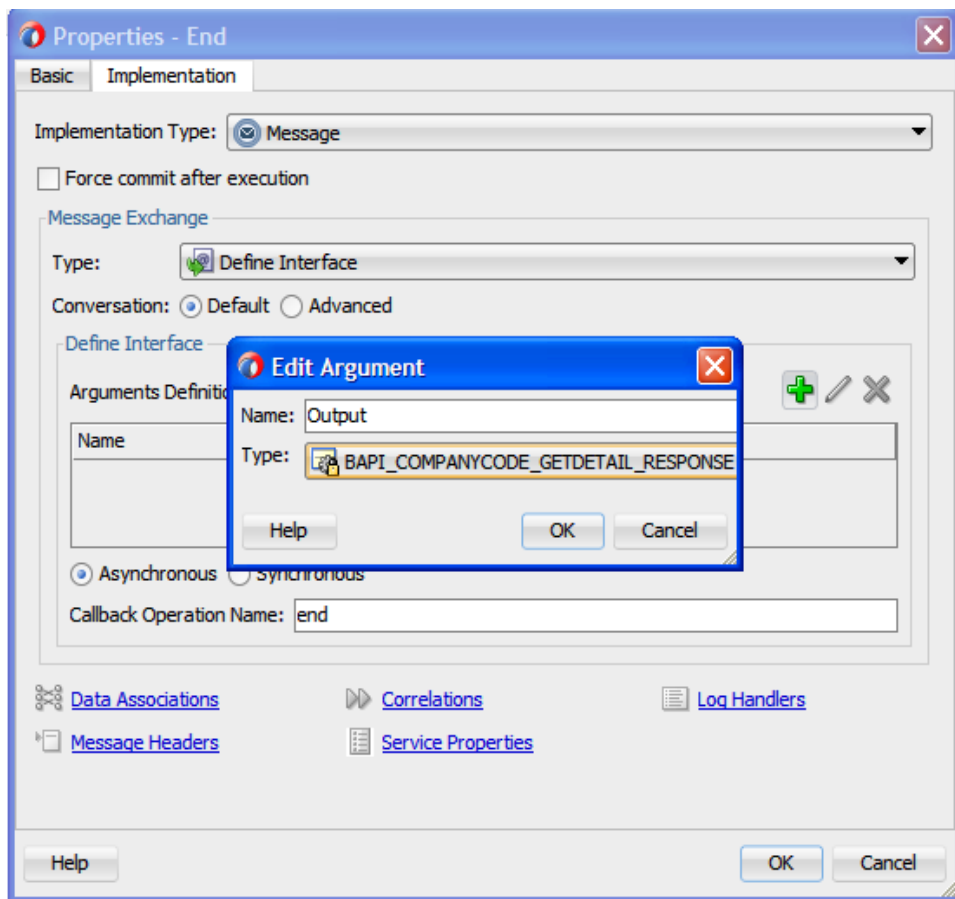 Properties - End
Basic Implementation
Implementation Type: Message
Force commit after execution
Message Exchange
Type: Define Interface
Conversation: Default Advanced
Define Interface
Edit Argument
Arguments Definitio
Name: Output
Name
Type: BAPI_COMPANYCODE_GETDETAIL_RESPONSE
Help OK Cancel
Asynchronous Synchronous
Callback Operation Name: end
Data Associations Correlations Log Handlers
Message Headers Service Properties
Help OK Cancel